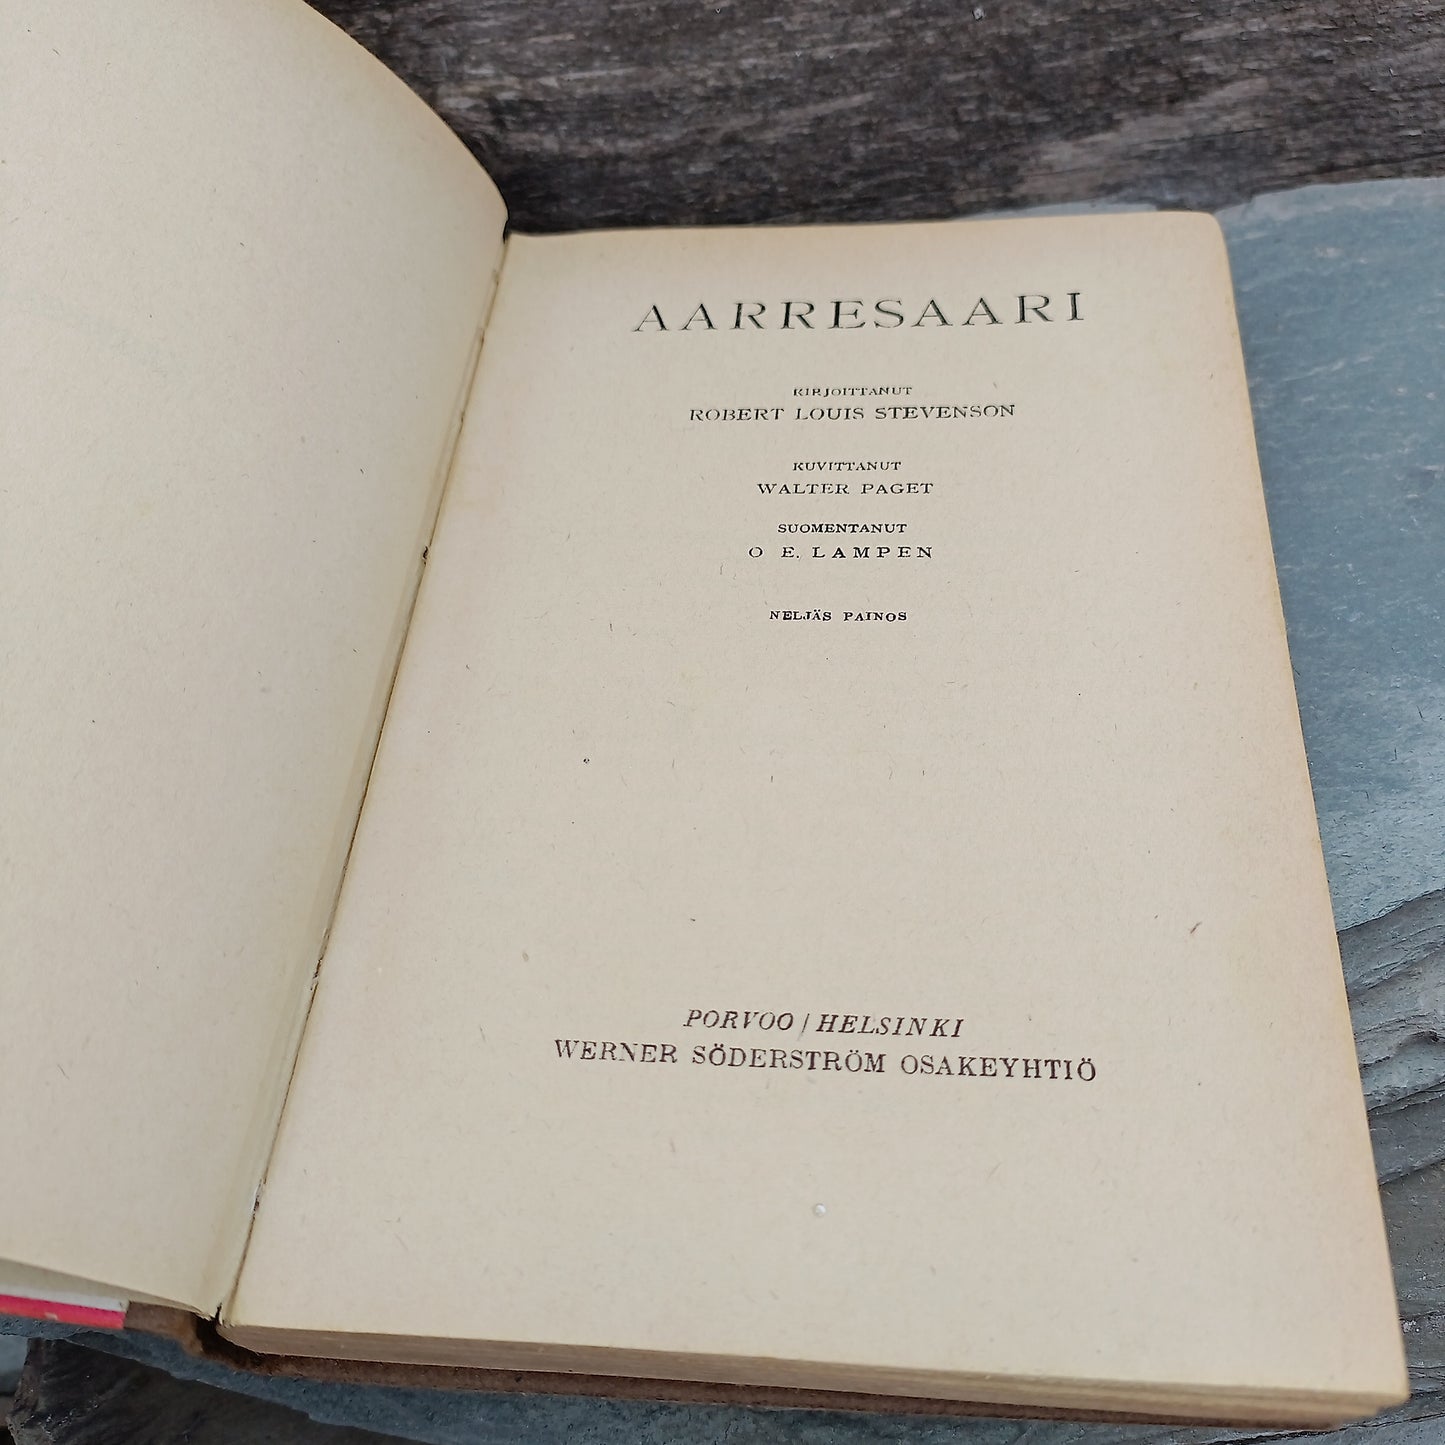 AARRESAARI
KIRJOITTANUT
ROBERT LOUIS STEVENSON
KUVITTANUT
WALTER PAGET
SUOMENTANUT
O E. LAMPEN
NELJÄS PAINOS
PORVOO / HELSINKI
WERNER SÖDERSTRÖM OSAKEYHTIÖ